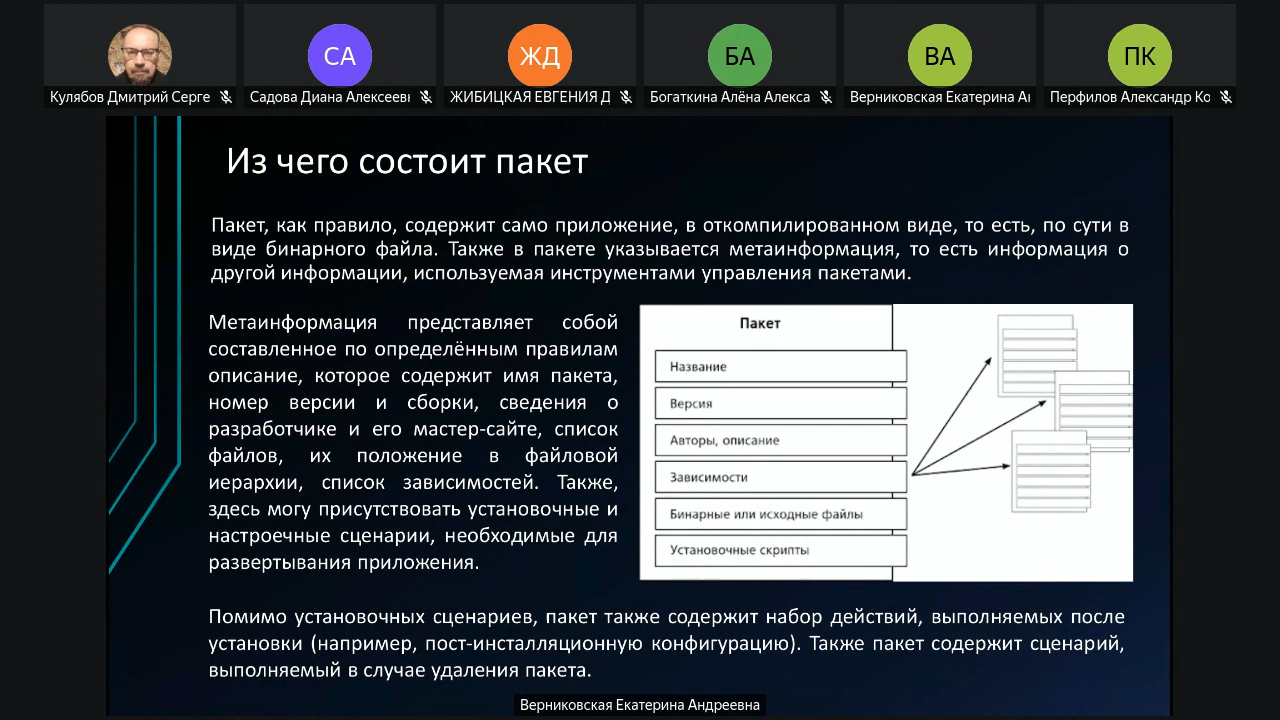 СА
ЖД
БА
ВА
ПК
Кулябов Дмитрий Серге
Садова Диана Алексеевн
ЖИБИЦКАЯ ЕВГЕНИЯ Д
Богаткина Алёна Алекса
Верниковская Екатерина Ан
Перфилов Александр Ко
Из чего состоит пакет
Пакет, как правило, содержит само приложение, в откомпилированном виде, то есть, по сути в
виде бинарного файла. Также в пакете указывается метаинформация, то есть информация о
другой информации, используемая инструментами управления пакетами.
Метаинформация представляет собой
составленное по определённым правилам
описание, которое содержит имя пакета,
номер версии и сборки, сведения о
разработчике и его мастер-сайте, список
файлов, их положение в файловой
иерархии, список зависимостей. Также,
здесь могу присутствовать установочные и
настроечные сценарии, необходимые для
развертывания приложения.
Пакет
Название
Версия
Авторы, описание
Зависимости
Бинарные или исходные файлы
Установочные скрипты
Помимо установочных сценариев, пакет также содержит набор действий, выполняемых после
установки (например, пост-инсталляционную конфигурацию). Также пакет содержит сценарий,
выполняемый в случае удаления пакета.
Верниковская Екатерина Андреевна